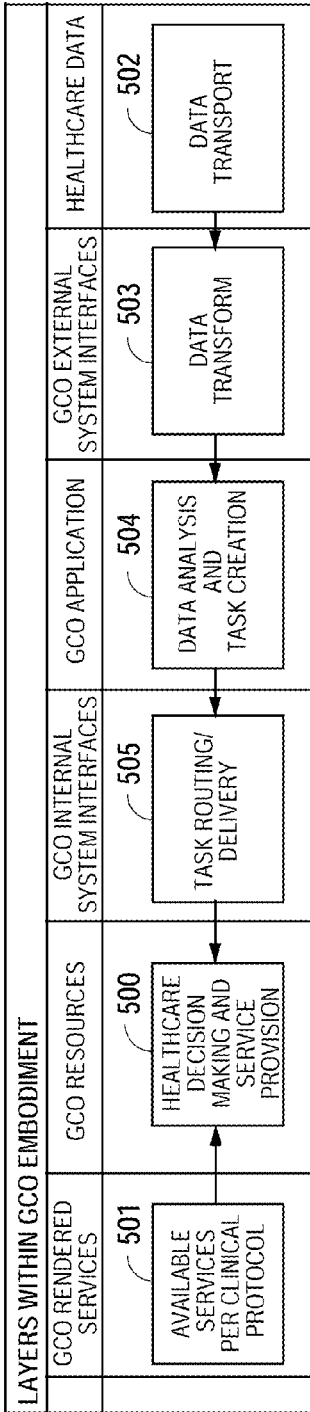 LAYERS WITHIN GCO EMBODIMENT
GCO RENDERED
SERVICES
501
AVAILABLE
SERVICES
PER CLINICAL
PROTOCOL
GCO RESOURCES
500
HEALTHCARE
DECISION
MAKING AND
SERVICE
PROVISION
GCO INTERNAL
SYSTEM INTERFACES
505
TASK ROUTING/
DELIVERY
GCO APPLICATION
504
DATA ANALYSIS
AND
TASK CREATION
GCO EXTERNAL
SYSTEM INTERFACES
503
DATA
TRANSFORM
HEALTHCARE DATA
502
DATA
TRANSPORT